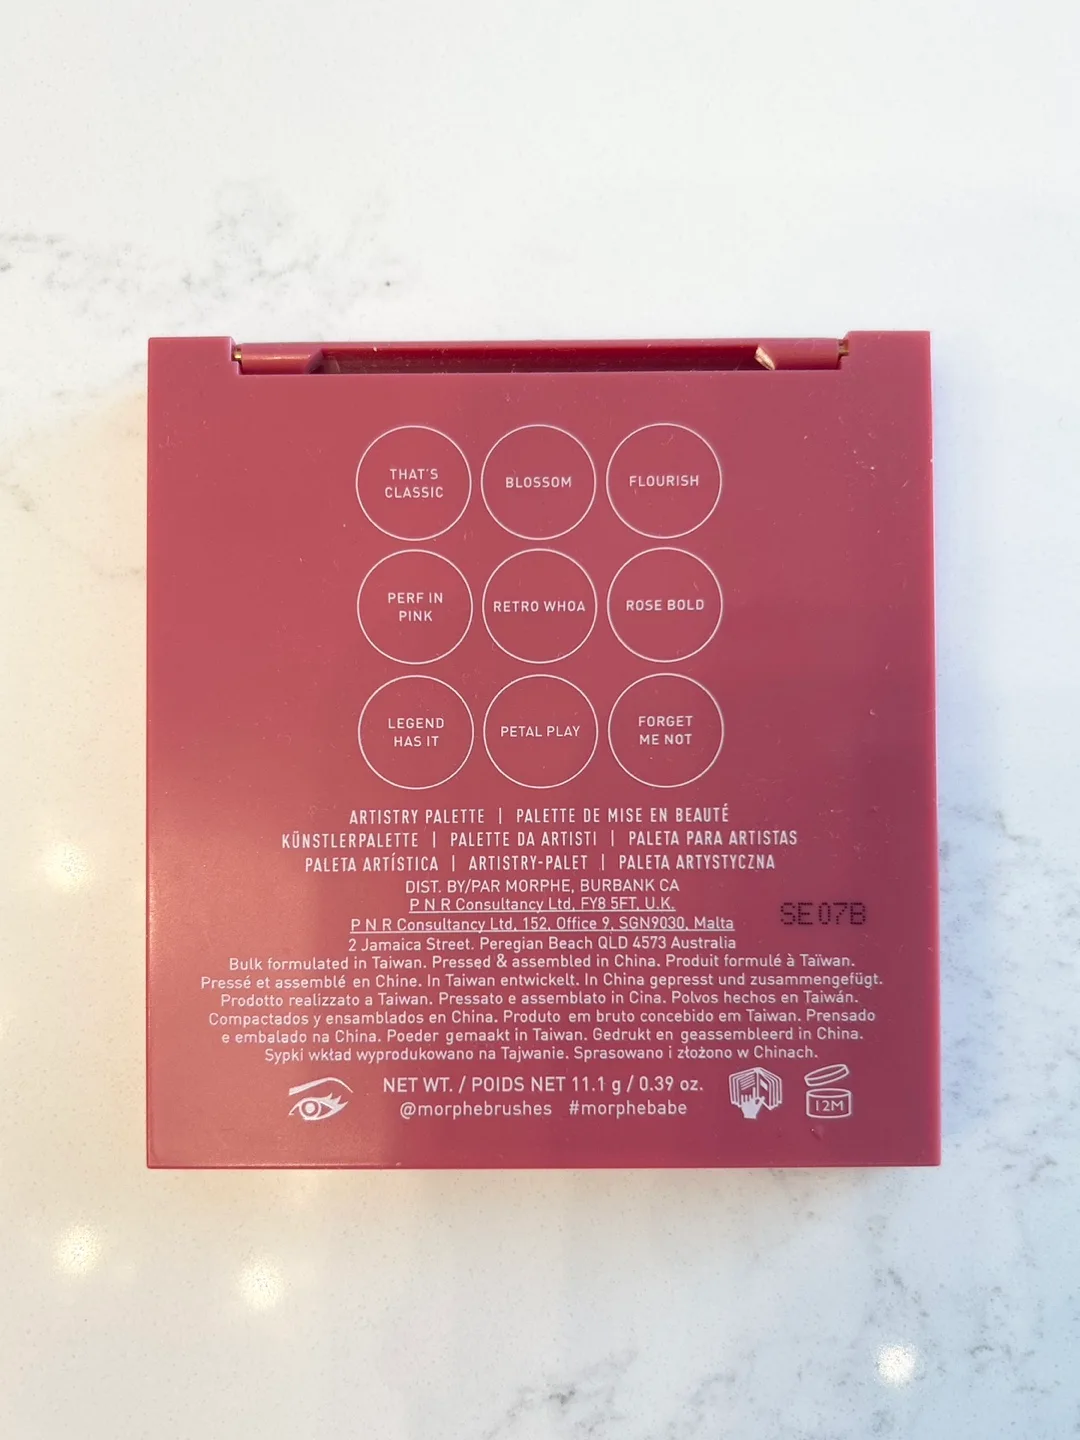 THAT'S
CLASSIC
BLOSSOM
FLOURISH
PERF IN
PINK
RETRO WHOA
ROSE BOLD
LEGEND
HAS IT
PETAL PLAY
FORGET
ME NOT
ARTISTRY PALETTE | PALETTE DE MISE EN BEAUTÉ
KÜNSTLERPALETTE | PALETTE DA ARTISTI | PALETA PARA ARTISTAS
PALETA ARTÍSTICA | ARTISTRY-PALET | PALETA ARTYSTYCZNA
DIST. BY/PAR MORPHE, BURBANK CA
P N R Consultancy Ltd, FY8 5FT, U.K.
P N R Consultancy Ltd, 152, Office 9, SGN9030, Malta
SE07B
2 Jamaica Street. Peregian Beach QLD 4573 Australia
Bulk formulated in Taiwan. Pressed & assembled in China. Produit formulé à Taïwan.
Pressé et assemblé en Chine. In Taiwan entwickelt. In China gepresst und zusammengefügt.
Prodotto realizzato a Taiwan. Pressato e assemblato in Cina. Polvos hechos en Taiwán.
Compactados y ensamblados en China. Produto em bruto concebido em Taiwan. Prensado
e embalado na China. Poeder gemaakt in Taiwan. Gedrukt en geassembleerd in China.
Sypki wkład wyprodukowano na Tajwanie. Sprasowano i złożono w Chinach.
NET WT. / POIDS NET 11.1 g / 0.39 oz.
@morphebrushes #morphebabe
12M